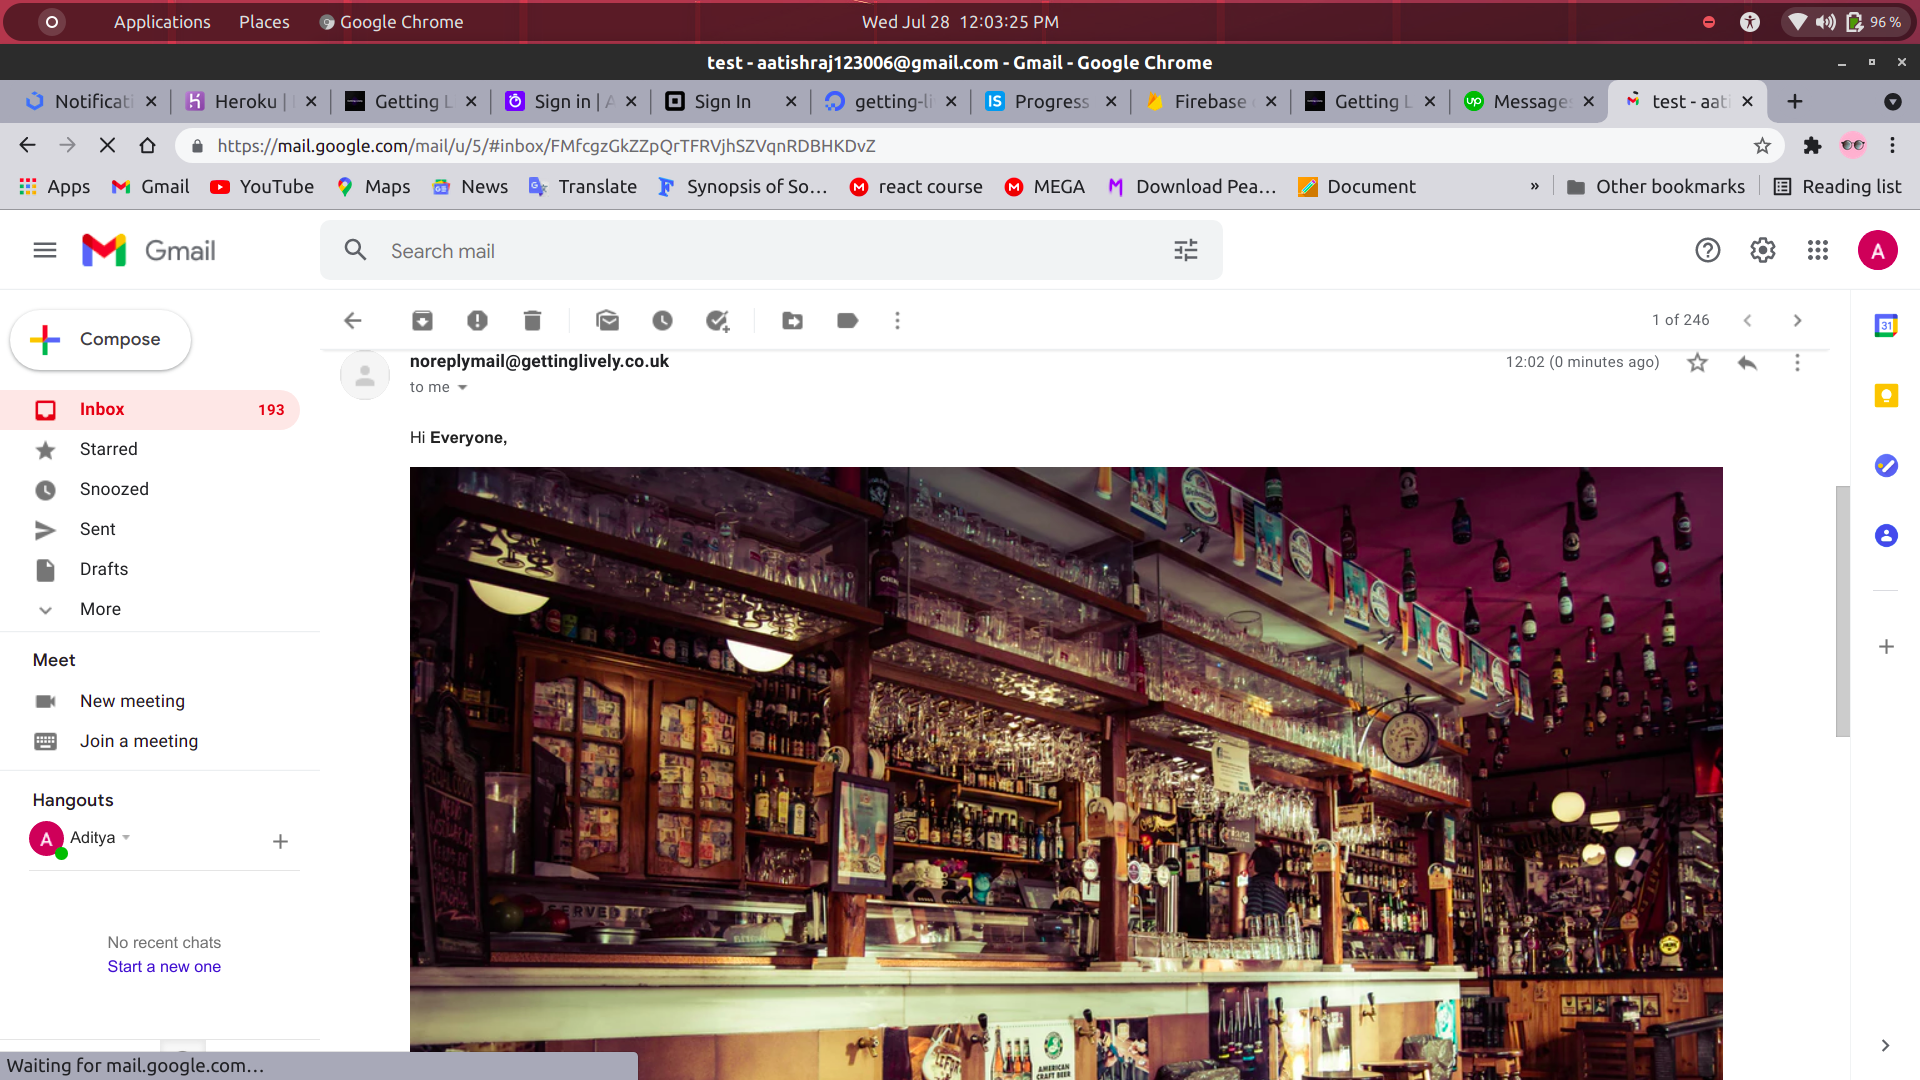 Applications Places Google Chrome Wed Jul 28 12:03:25 PM 96 %
test - aatishraj123006@gmail.com - Gmail - Google Chrome
Notificati Heroku | Getting L Sign in | A Sign In getting-li Progress Firebase Getting L Message test - aati
https://mail.google.com/mail/u/5/#inbox/FMfcgzGkZZpQrTFRVjhSZVqnRDBHKDvZ
Apps Gmail YouTube Maps News Translate Synopsis of So... react course MEGA Download Pea... Document » Other bookmarks Reading list
Gmail Search mail A
Compose
1 of 246
noreplymail@gettinglively.co.uk 12:02 (0 minutes ago)
to me
Inbox 193
Starred
Snoozed
Sent
Drafts
More
Hi Everyone,
Meet
New meeting
Join a meeting
Hangouts
A Aditya
No recent chats
Start a new one
31
SERVED
AMERICAN
CRAFT BEER
Waiting for mail.google.com...